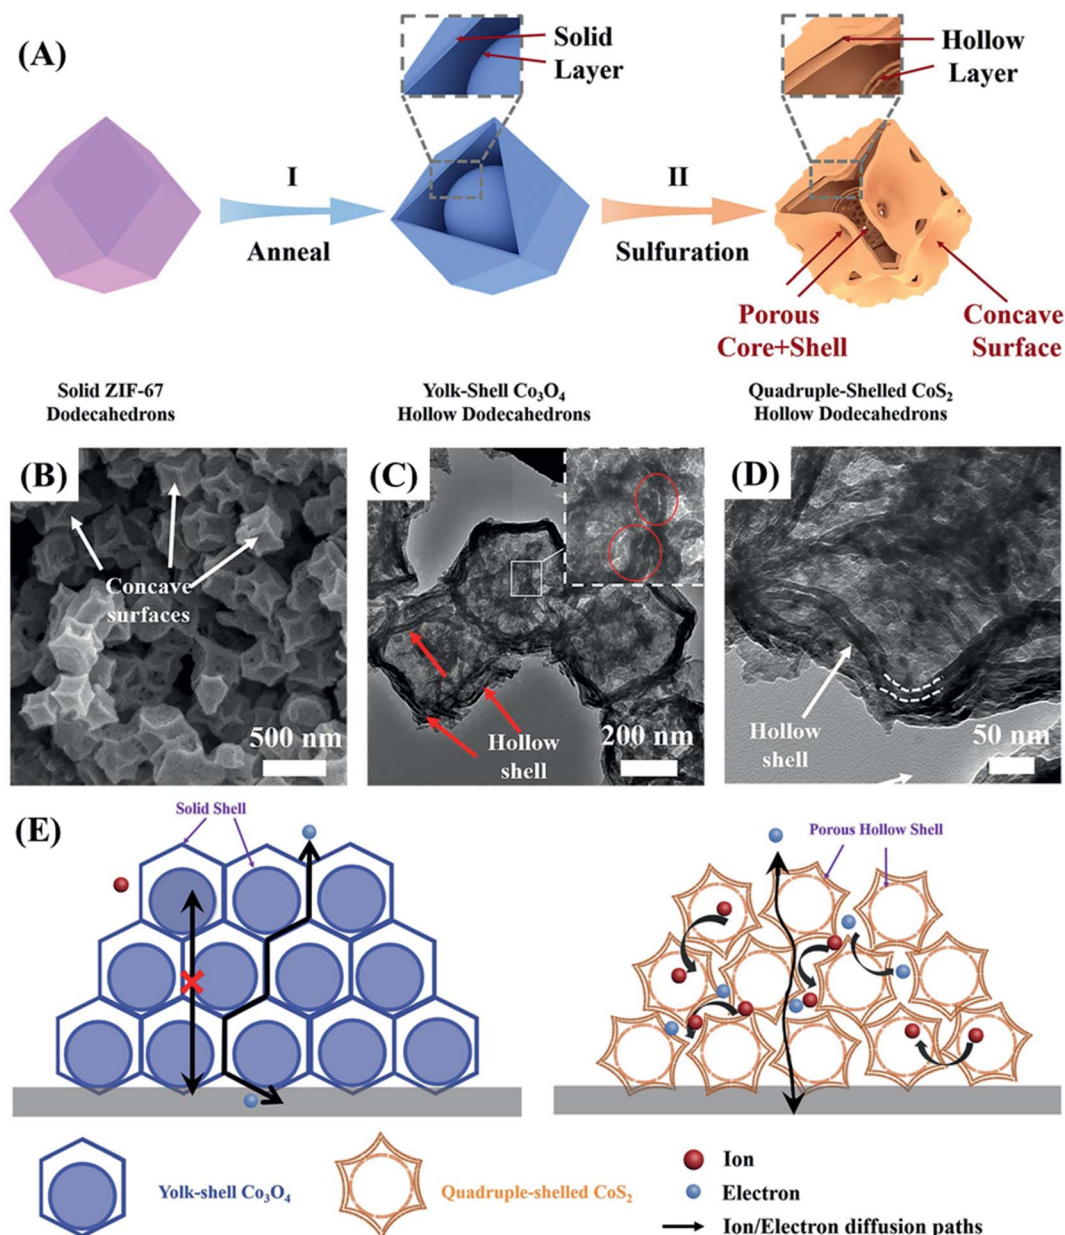 (A)
Solid
Layer
Hollow
Layer
I
Anneal
II
Sulfuration
Porous
Core+Shell
Concave
Surface
Solid ZIF-67
Dodecahedrons
Yolk-Shell Co₃O₄
Hollow Dodecahedrons
Quadruple-Shelled CoS₂
Hollow Dodecahedrons
(B)
Concave
surfaces
500 nm
(C)
Hollow
shell
200 nm
(D)
Hollow
shell
50 nm
(E)
Solid Shell
Porous Hollow Shell
Yolk-shell Co₃O₄
Quadruple-shelled CoS₂
Ion
Electron
Ion/Electron diffusion paths